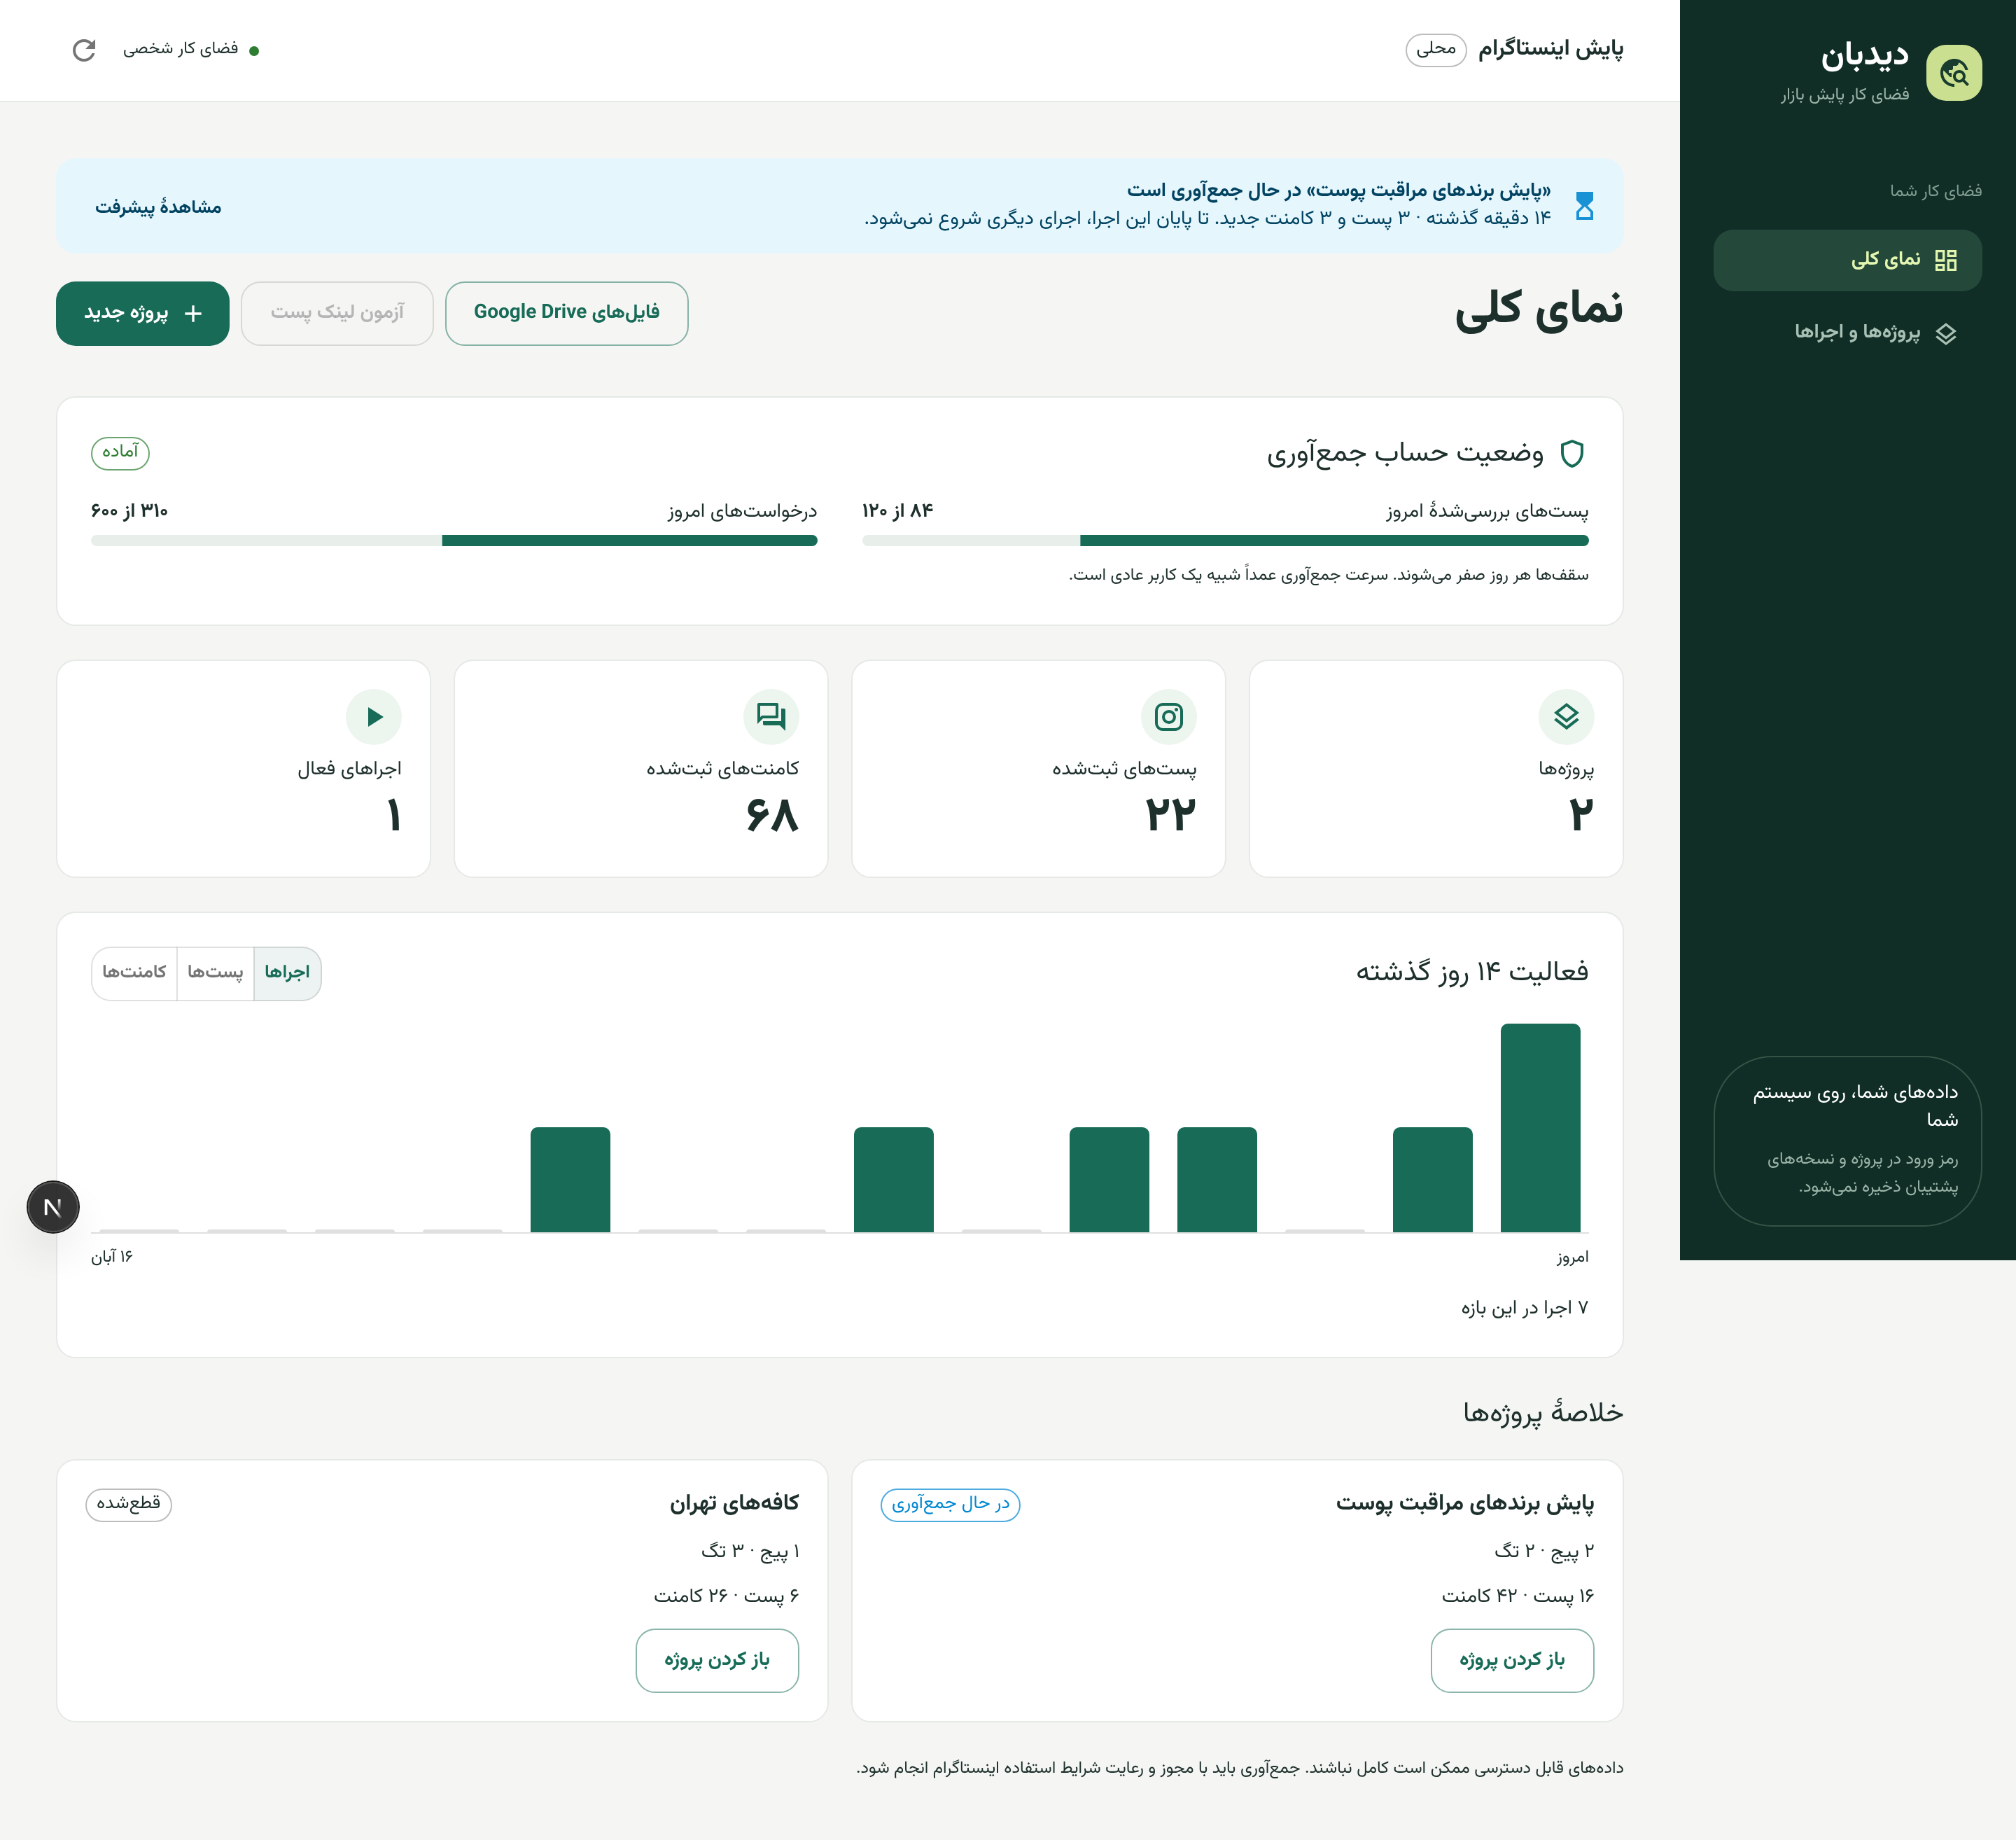 دیدبان
فضای کار پایش بازار
فضای کار شما
نمای کلی
پروژه‌ها و اجراها
داده‌های شما، روی سیستم
شما
رمز ورود در پروژه و نسخه‌های
پشتیبان ذخیره نمی‌شود.
پایش اینستاگرام
محلی
فضای کار شخصی
«پایش برندهای مراقبت پوست» در حال جمع‌آوری است
۱۴ دقیقه گذشته · ۳ پست و ۳ کامنت جدید. تا پایان این اجرا، اجرای دیگری شروع نمی‌شود.
مشاهدهٔ پیشرفت
نمای کلی
فایل‌های Google Drive
آزمون لینک پست
پروژه جدید
وضعیت حساب جمع‌آوری
آماده
پست‌های بررسی‌شدهٔ امروز
۸۴ از ۱۲۰
درخواست‌های امروز
۳۱۰ از ۶۰۰
سقف‌ها هر روز صفر می‌شوند. سرعت جمع‌آوری عمداً شبیه یک کاربر عادی است.
پروژه‌ها
۲
پست‌های ثبت‌شده
۲۲
کامنت‌های ثبت‌شده
۶۸
اجراهای فعال
۱
فعالیت ۱۴ روز گذشته
اجراها
پست‌ها
کامنت‌ها
امروز
۱۶ آبان
۷ اجرا در این بازه
خلاصهٔ پروژه‌ها
پایش برندهای مراقبت پوست
در حال جمع‌آوری
۲ پیج · ۲ تگ
۱۶ پست · ۴۲ کامنت
باز کردن پروژه
کافه‌های تهران
قطع‌شده
۱ پیج · ۳ تگ
۶ پست · ۲۶ کامنت
باز کردن پروژه
داده‌های قابل دسترسی ممکن است کامل نباشند. جمع‌آوری باید با مجوز و رعایت شرایط استفاده اینستاگرام انجام شود.
N